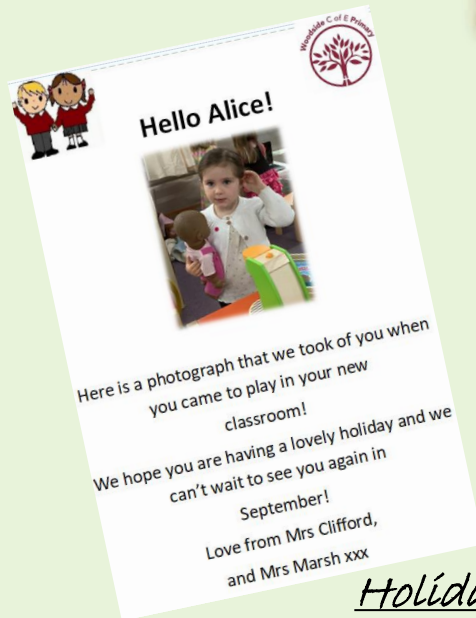 Woodside C of E Primary
Hello Alice!
Here is a photograph that we took of you when
you came to play in your new
classroom!
We hope you are having a lovely holiday and we
can't wait to see you again in
September!
Love from Mrs Clifford,
and Mrs Marsh xxx